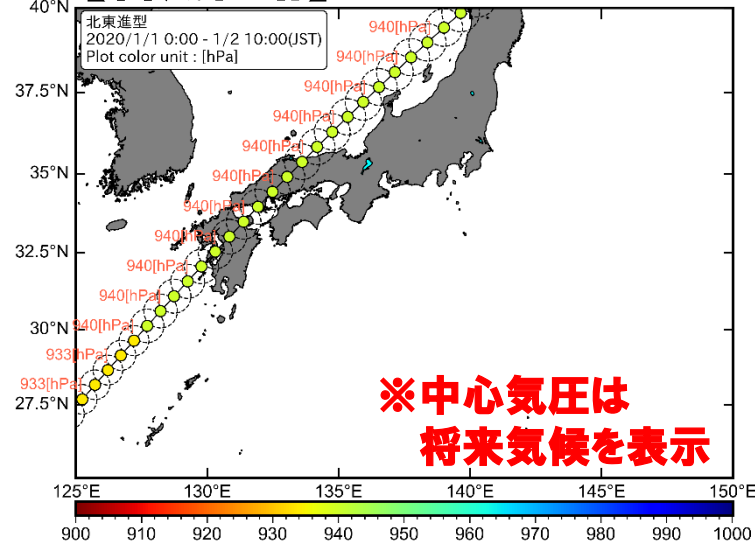 40°N
北東進型
2020/1/1 0:00 - 1/2 10:00(JST)
Plot color unit : [hPa]
940[hPa]
940[hPa]
37.5°N
940[hPa]
940[hPa]
940[hPa]
35°N
940[hPa]
940[hPa]
940[hPa]
32.5°N
940[hPa]
940[hPa]
30°N
940[hPa]
933[hPa]
933[hPa]
27.5°N
※中心気圧は
将来気候を表示
125°E 130°E 135°E 140°E 145°E 150°E
900 910 920 930 940 950 960 970 980 990 1000